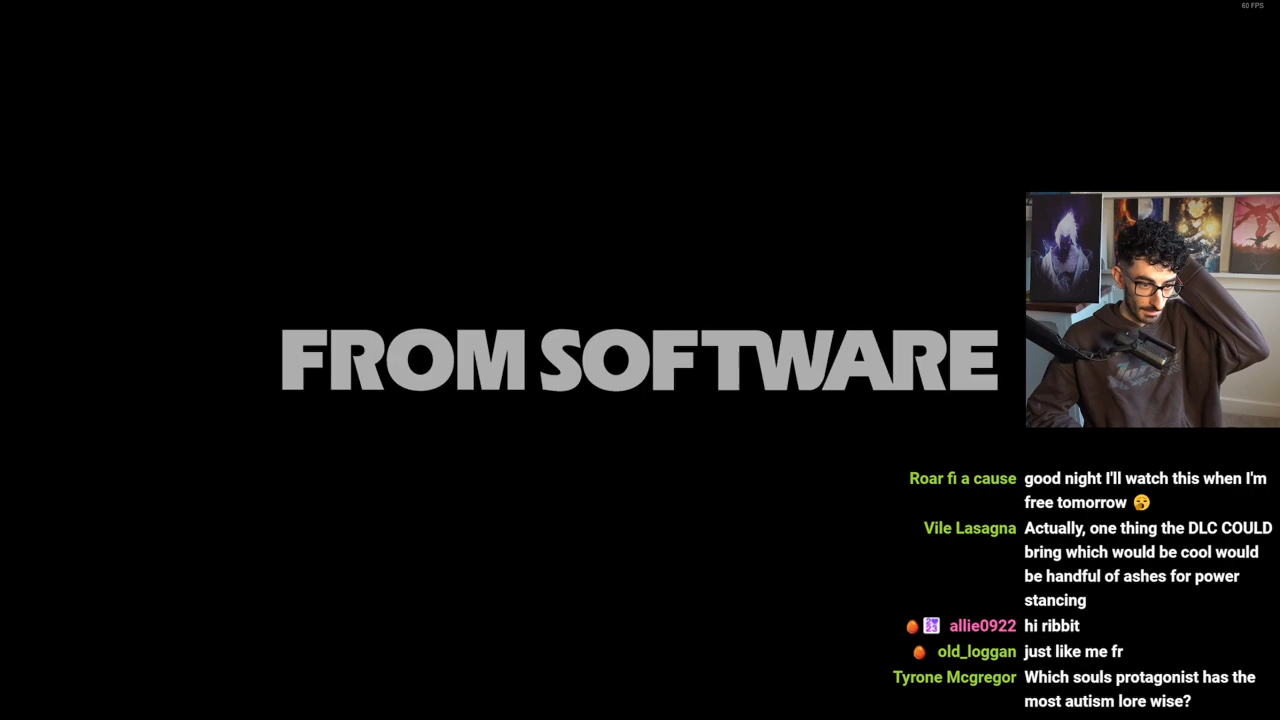 60 FPS
FROM SOFTWARE
Roar fi a cause good night I'll watch this when I'm
free tomorrow 🥱
Vile Lasagna Actually, one thing the DLC COULD
bring which would be cool would
be handful of ashes for power
stancing
allie0922 hi ribbit
old_loggan just like me fr
Tyrone Mcgregor Which souls protagonist has the
most autism lore wise?